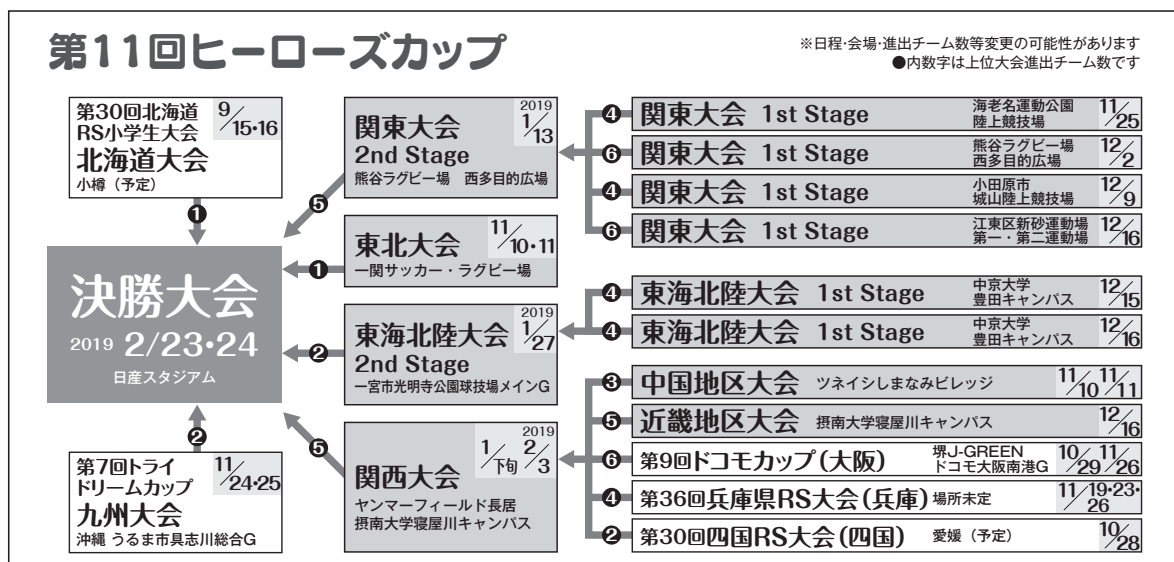 第11回ヒーローズカップ
※日程・会場・進出チーム数等変更の可能性があります
●内数字は上位大会進出チーム数です
第30回北海道
RS小学生大会
9/15・16
北海道大会
小樽（予定）
❶
決勝大会
2019 2/23・24
日産スタジアム
❷
第7回トライ
ドリームカップ
11/24・25
九州大会
沖縄 うるま市具志川総合G
関東大会
2019
1/13
2nd Stage
熊谷ラグビー場 西多目的広場
❺
東北大会
11/10・11
一関サッカー・ラグビー場
❶
東海北陸大会
2019
1/27
2nd Stage
一宮市光明寺公園球技場メインG
❷
関西大会
2019
1/下旬 2/3
ヤンマーフィールド長居
摂南大学寝屋川キャンパス
❺
❹ 関東大会 1st Stage 海老名運動公園 11/25
陸上競技場
❻ 関東大会 1st Stage 熊谷ラグビー場 12/2
西多目的広場
❹ 関東大会 1st Stage 小田原市 12/9
城山陸上競技場
❻ 関東大会 1st Stage 江東区新砂運動場 12/16
第一・第二運動場
❹ 東海北陸大会 1st Stage 中京大学 12/15
豊田キャンパス
❹ 東海北陸大会 1st Stage 中京大学 12/16
豊田キャンパス
❸ 中国地区大会 ツネイシしまなみビレッジ 11/10 11/11
❺ 近畿地区大会 摂南大学寝屋川キャンパス 12/16
❻ 第9回ドコモカップ（大阪） 堺J-GREEN 10/29 11/26
ドコモ大阪南港G
❹ 第36回兵庫県RS大会（兵庫） 場所未定 11/19・23・26
❷ 第30回四国RS大会（四国） 愛媛（予定） 10/28